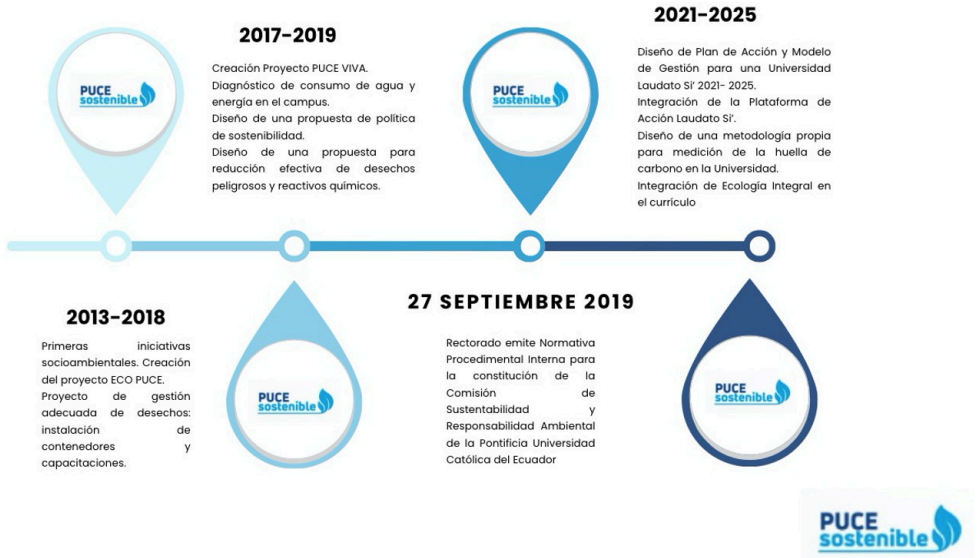 2013-2018
Primeras iniciativas
socioambientales. Creación
del proyecto ECO PUCE.
Proyecto de gestión
adecuada de desechos:
instalación de
contenedores y
capacitaciones.
PUCE
sostenible
2017-2019
Creación Proyecto PUCE VIVA.
Diagnóstico de consumo de agua y
energía en el campus.
Diseño de una propuesta de política
de sostenibilidad.
Diseño de una propuesta para
reducción efectiva de desechos
peligrosos y reactivos químicos.
PUCE
sostenible
27 SEPTIEMBRE 2019
Rectorado emite Normativa
Procedimental Interna para
la constitución de la
Comisión de
Sustentabilidad y
Responsabilidad Ambiental
de la Pontificia Universidad
Católica del Ecuador
PUCE
sostenible
2021-2025
Diseño de Plan de Acción y Modelo
de Gestión para una Universidad
Laudato Si' 2021- 2025.
Integración de la Plataforma de
Acción Laudato Si'.
Diseño de una metodología propia
para medición de la huella de
carbono en la Universidad.
Integración de Ecología Integral en
el currículo
PUCE
sostenible
PUCE
sostenible